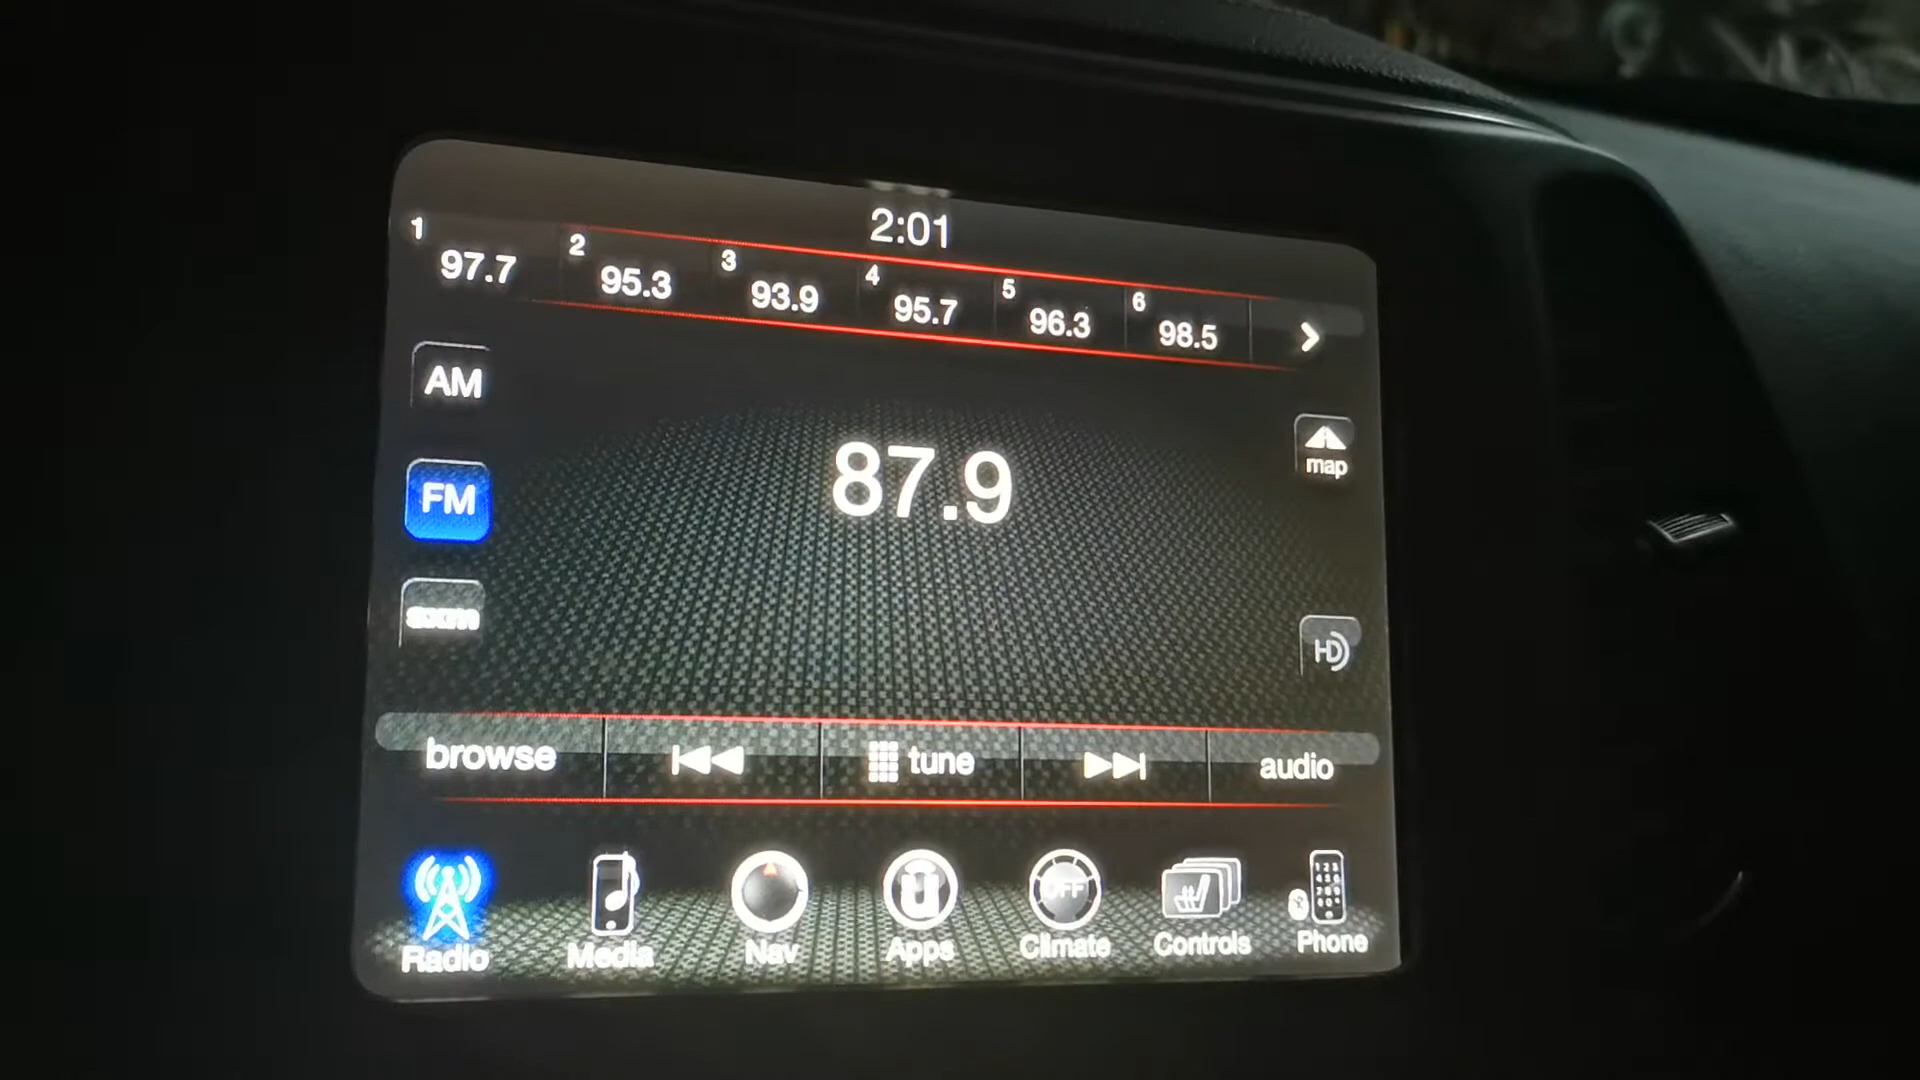 2:01
1 97.7 2 95.3 3 93.9 4 95.7 5 96.3 6 98.5
AM
map
87.9
FM
HD
browse tune audio
OFF
Radio Media Nav Apps Climate Controls Phone